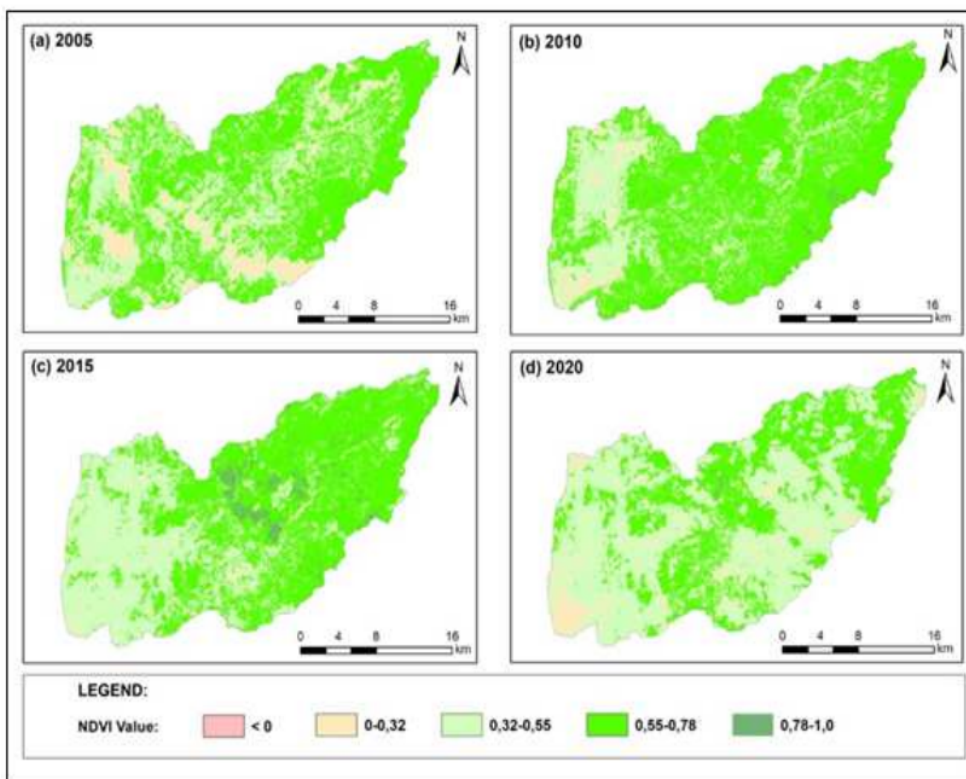 (a) 2005
N
0 4 8 16
km
(b) 2010
N
0 4 8 16
km
(c) 2015
N
0 4 8 16
km
(d) 2020
N
0 4 8 16
km
LEGEND:
NDVI Value: < 0 0-0,32 0,32-0,55 0,55-0,78 0,78-1,0